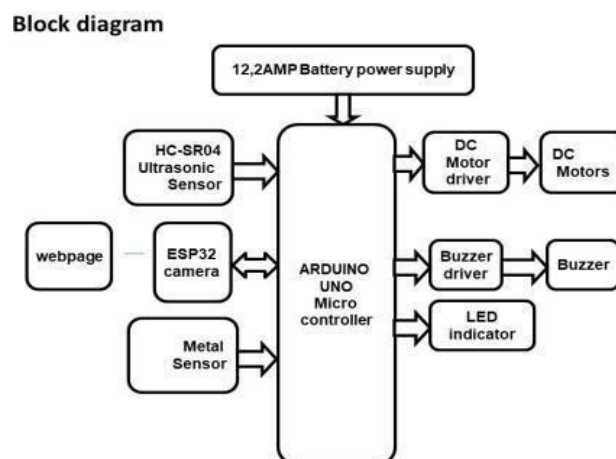 Block diagram
12,2AMP Battery power supply
HC-SR04
Ultrasonic
Sensor
DC
Motor
driver
DC
Motors
webpage
ESP32
camera
ARDUINO
UNO
Micro
controller
Buzzer
driver
Buzzer
LED
indicator
Metal
Sensor